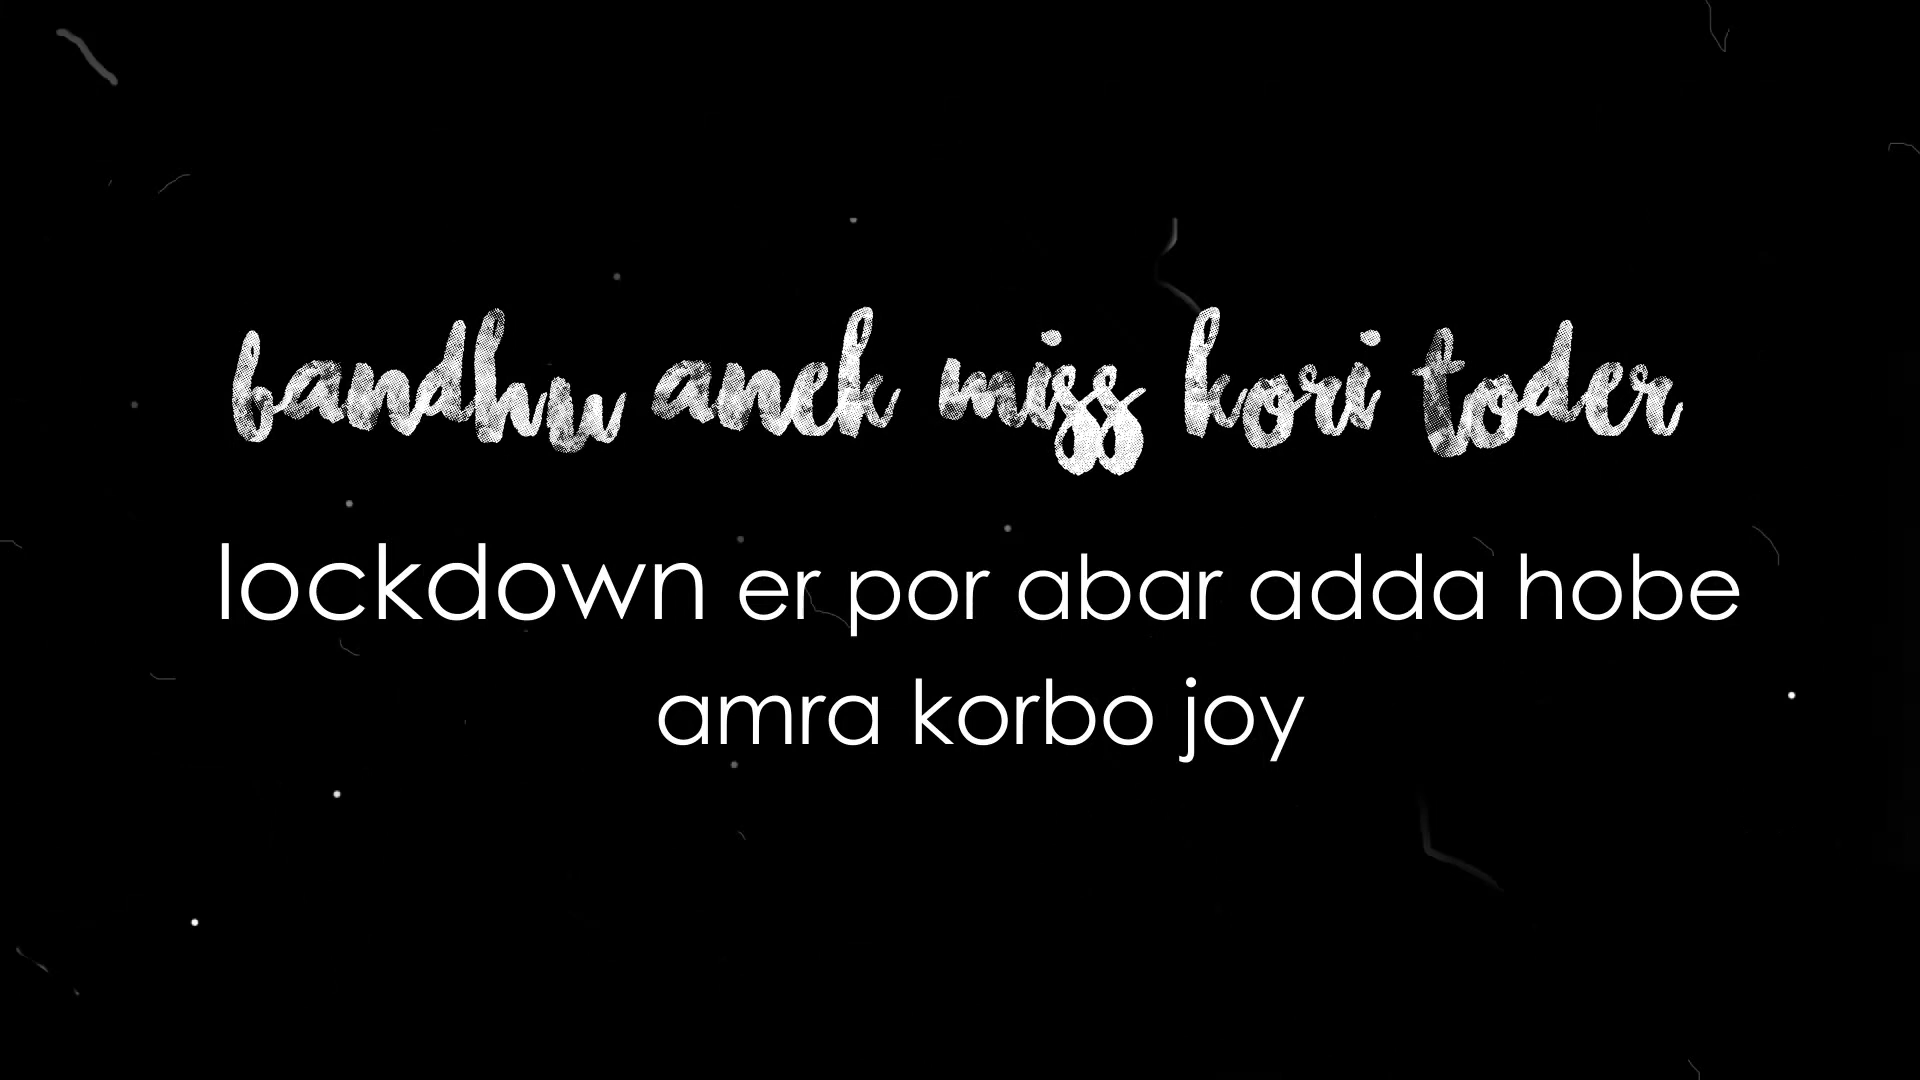 bandhu anek miss kori toder
lockdown er por abar adda hobe
amra korbo joy